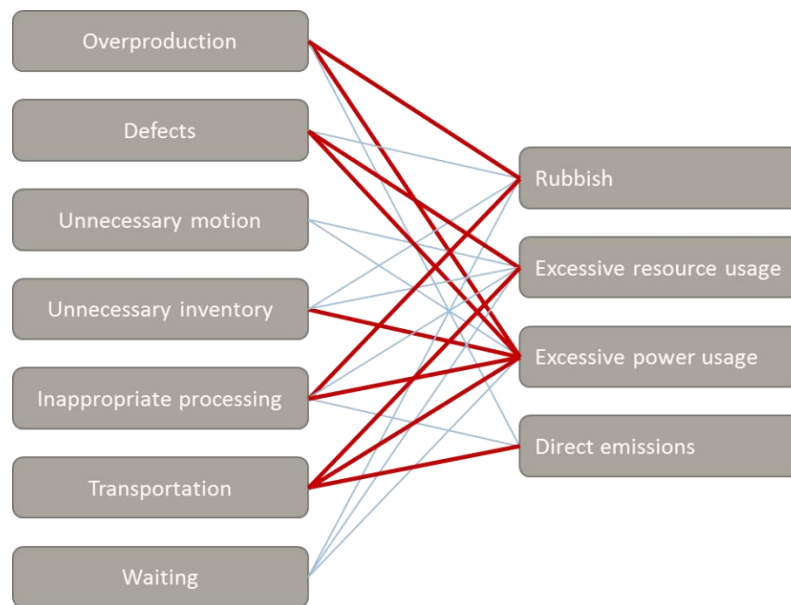 Overproduction
Defects
Unnecessary motion
Unnecessary inventory
Inappropriate processing
Transportation
Waiting
Rubbish
Excessive resource usage
Excessive power usage
Direct emissions